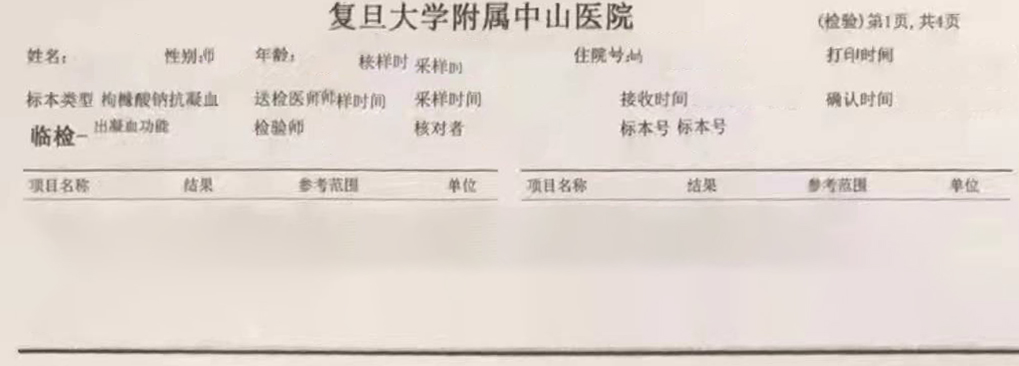 复旦大学附属中山医院
(检验)第1页,共4页
姓名: 性别:师 年龄: 核样时 采样时 住院号: 打印时间
标本类型 枸橼酸钠抗凝血 送检医师师样时间 采样时间 接收时间 确认时间
临检- 出凝血功能 检验师 核对者 标本号 标本号
项目名称 结果 参考范围 单位 项目名称 结果 参考范围 单位